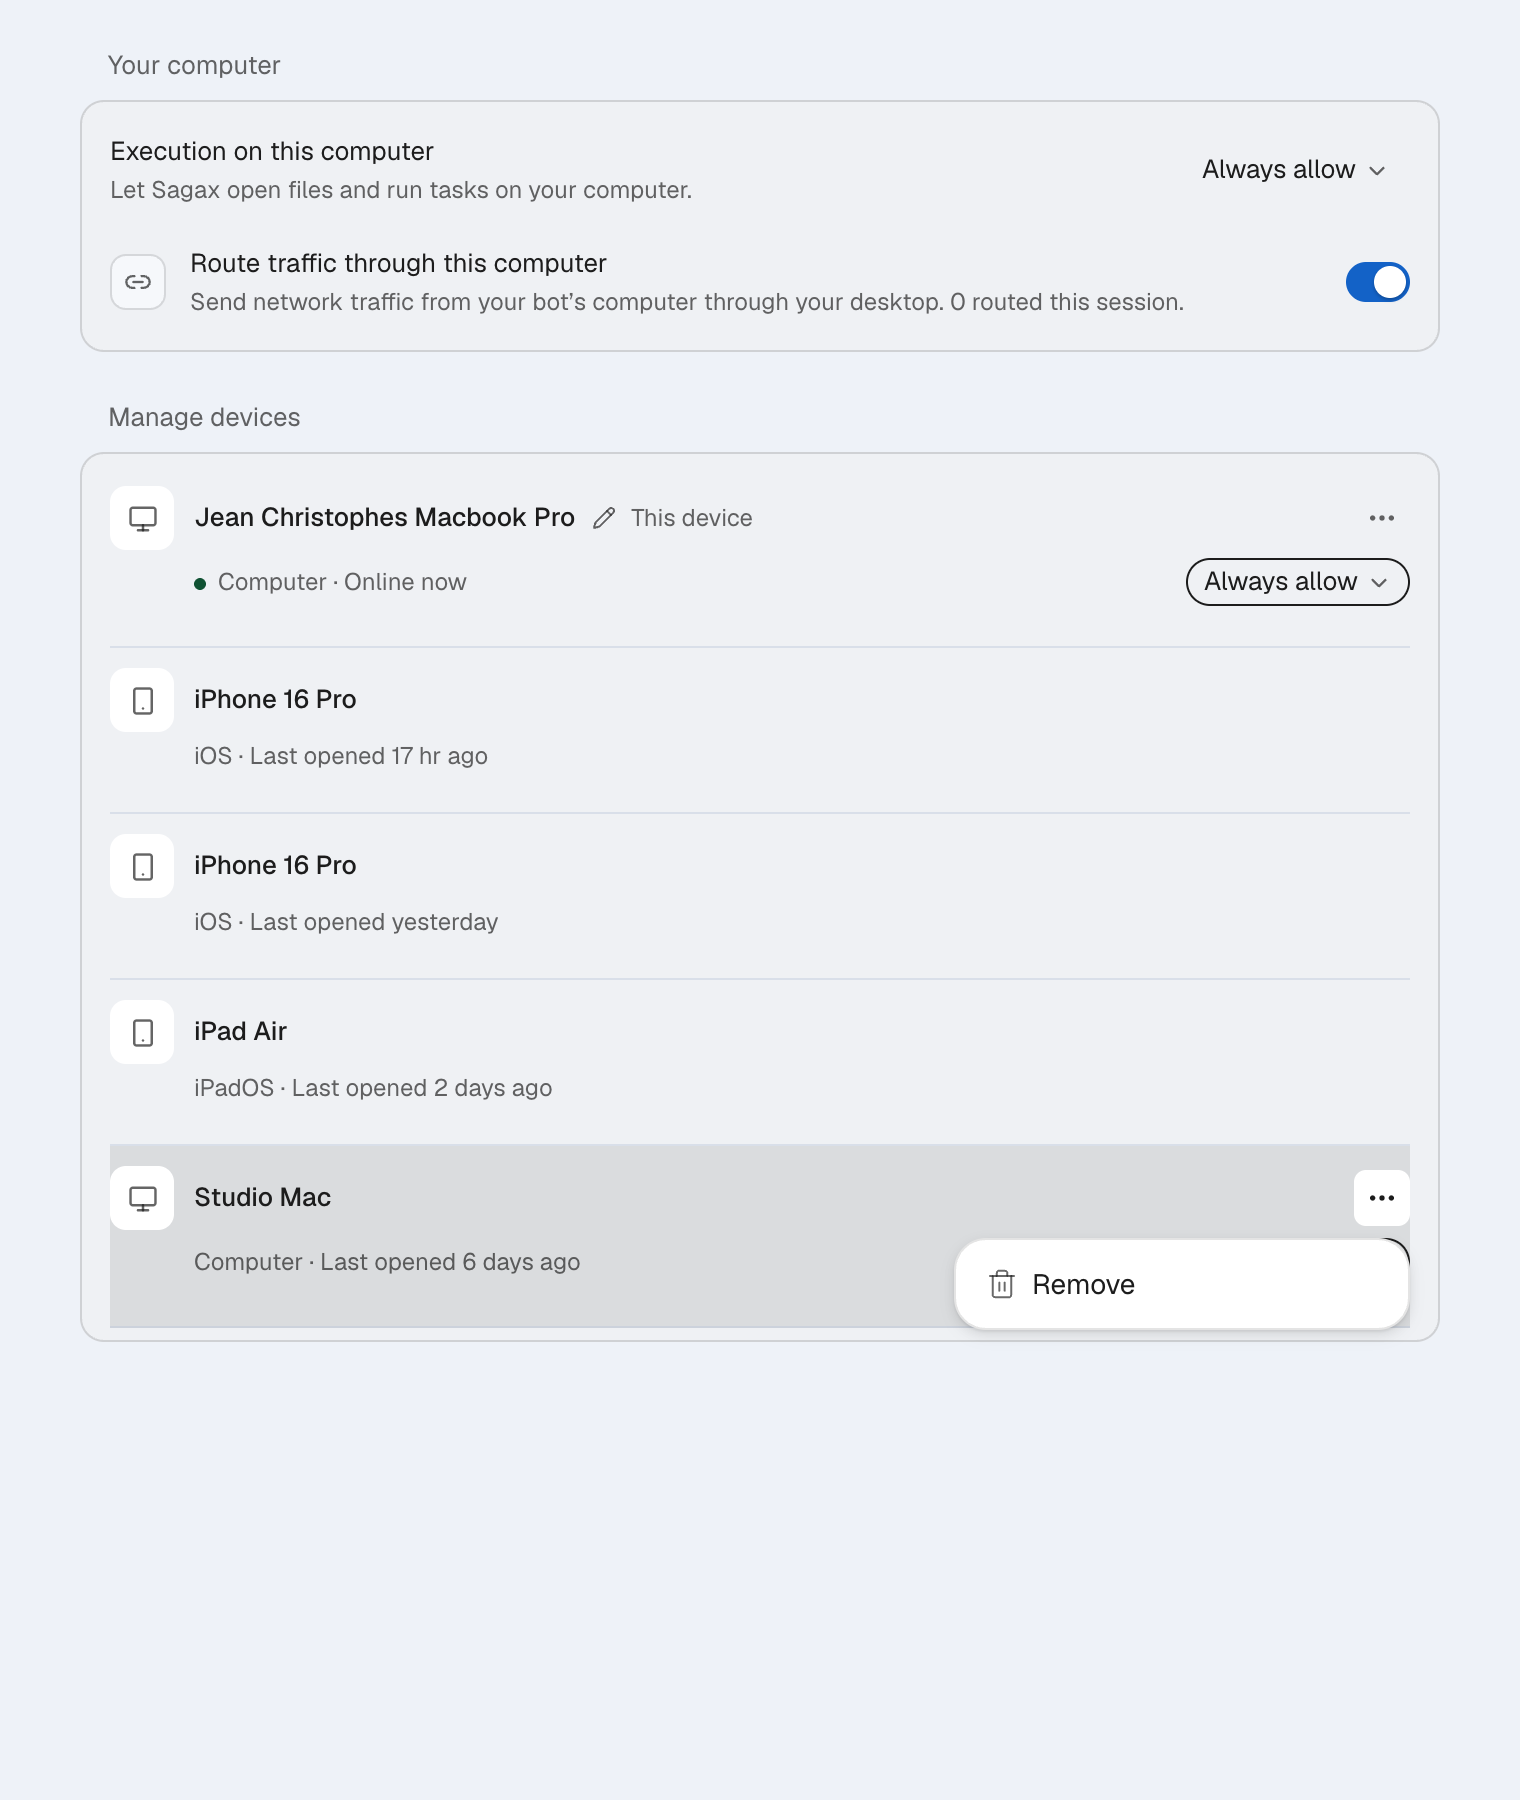 Your computer
Execution on this computer
Always allow
Let Sagax open files and run tasks on your computer.
Route traffic through this computer
Send network traffic from your bot’s computer through your desktop. 0 routed this session.
Manage devices
Jean Christophes Macbook Pro This device
Computer · Online now
Always allow
iPhone 16 Pro
iOS · Last opened 17 hr ago
iPhone 16 Pro
iOS · Last opened yesterday
iPad Air
iPadOS · Last opened 2 days ago
Studio Mac
Computer · Last opened 6 days ago
Remove